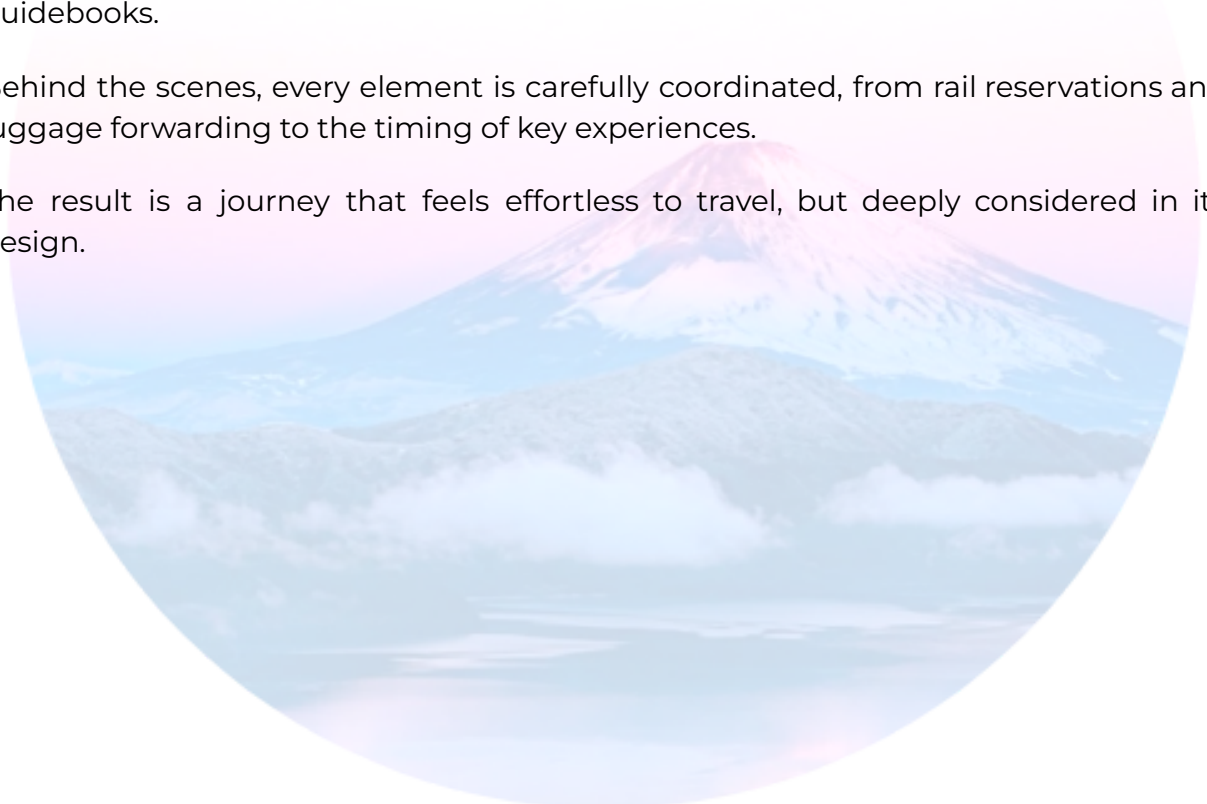 uidebooks.
ehind the scenes, every element is carefully coordinated, from rail reservations an
uggage forwarding to the timing of key experiences.
he result is a journey that feels effortless to travel, but deeply considered in it
esign.